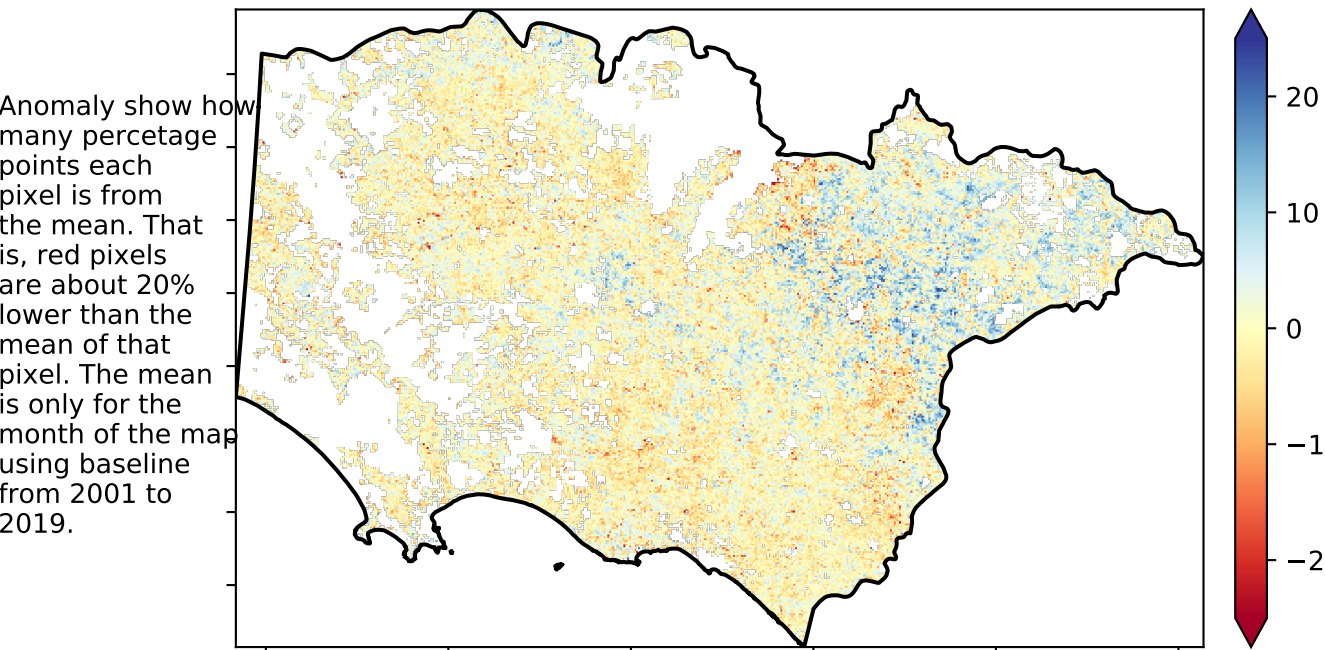 Anomaly show how
many percetage
points each
pixel is from
the mean. That
is, red pixels
are about 20%
lower than the
mean of that
pixel. The mean
is only for the
month of the map
using baseline
from 2001 to
2019.
20
10
0
−1
−2